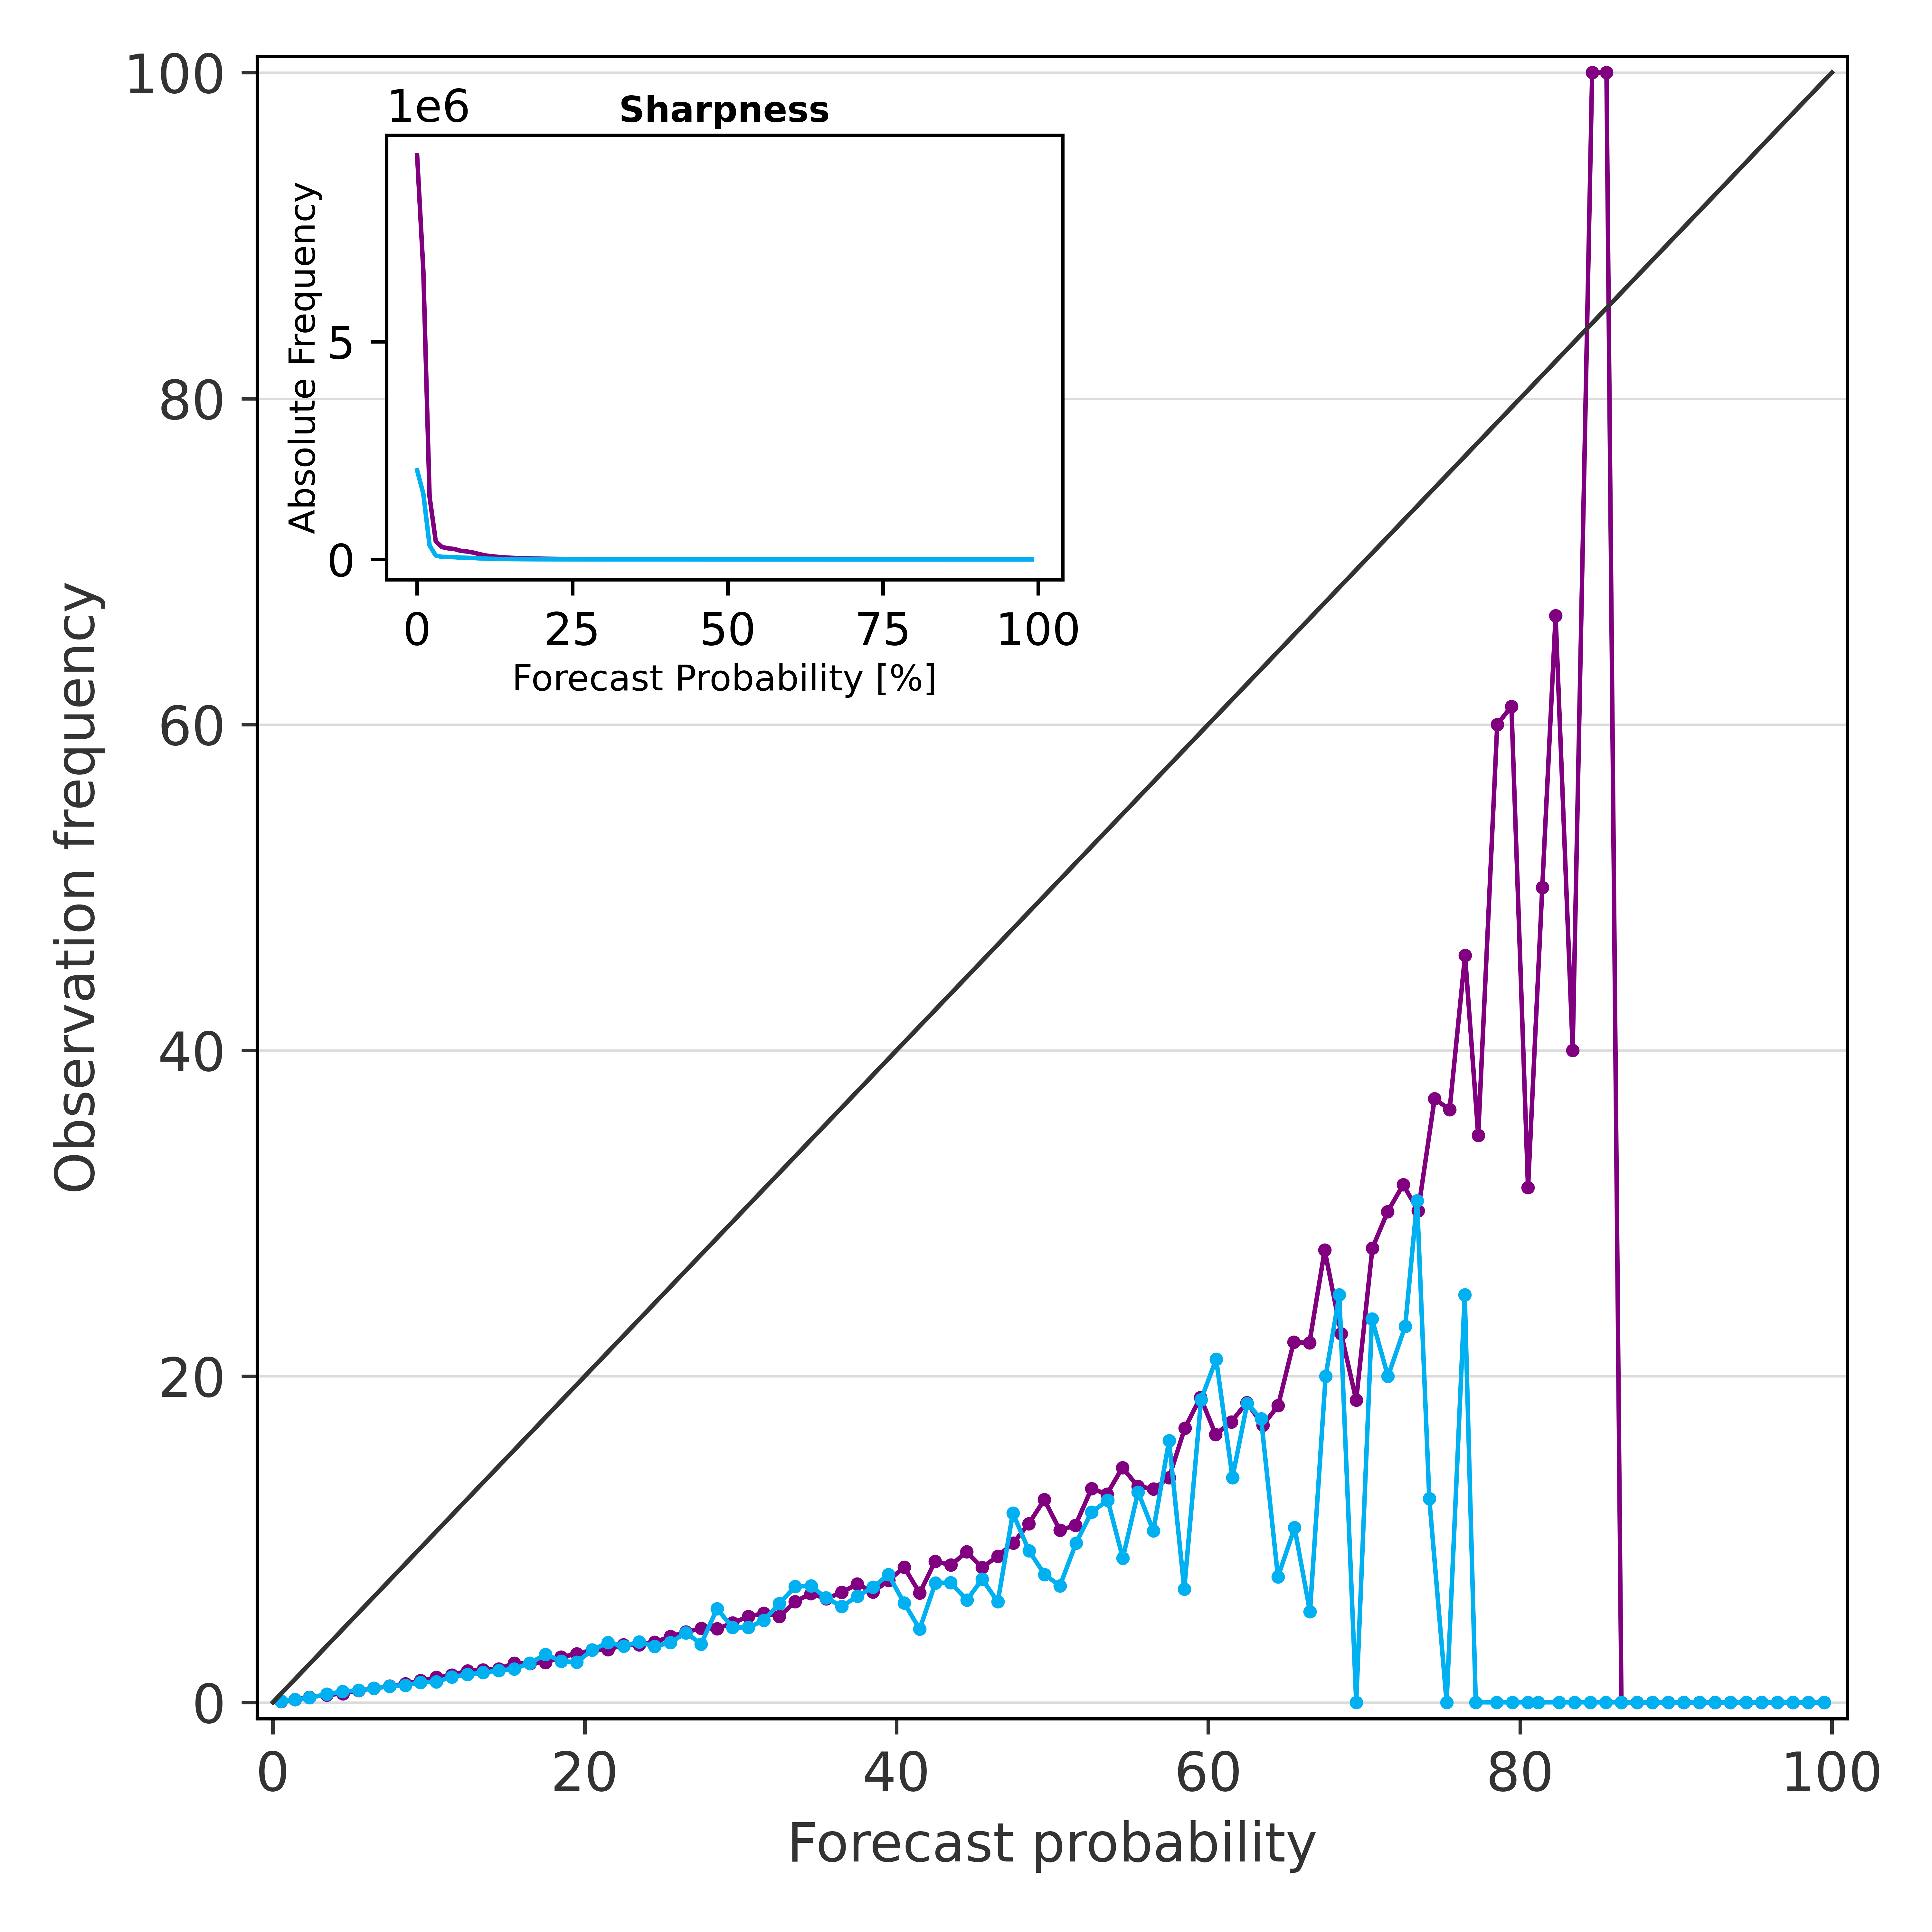 100
80
60
40
20
0
Observation frequency
1e6
Sharpness
Absolute Frequency
5
0
0 25 50 75 100
Forecast Probability [%]
0 20 40 60 80 100
Forecast probability